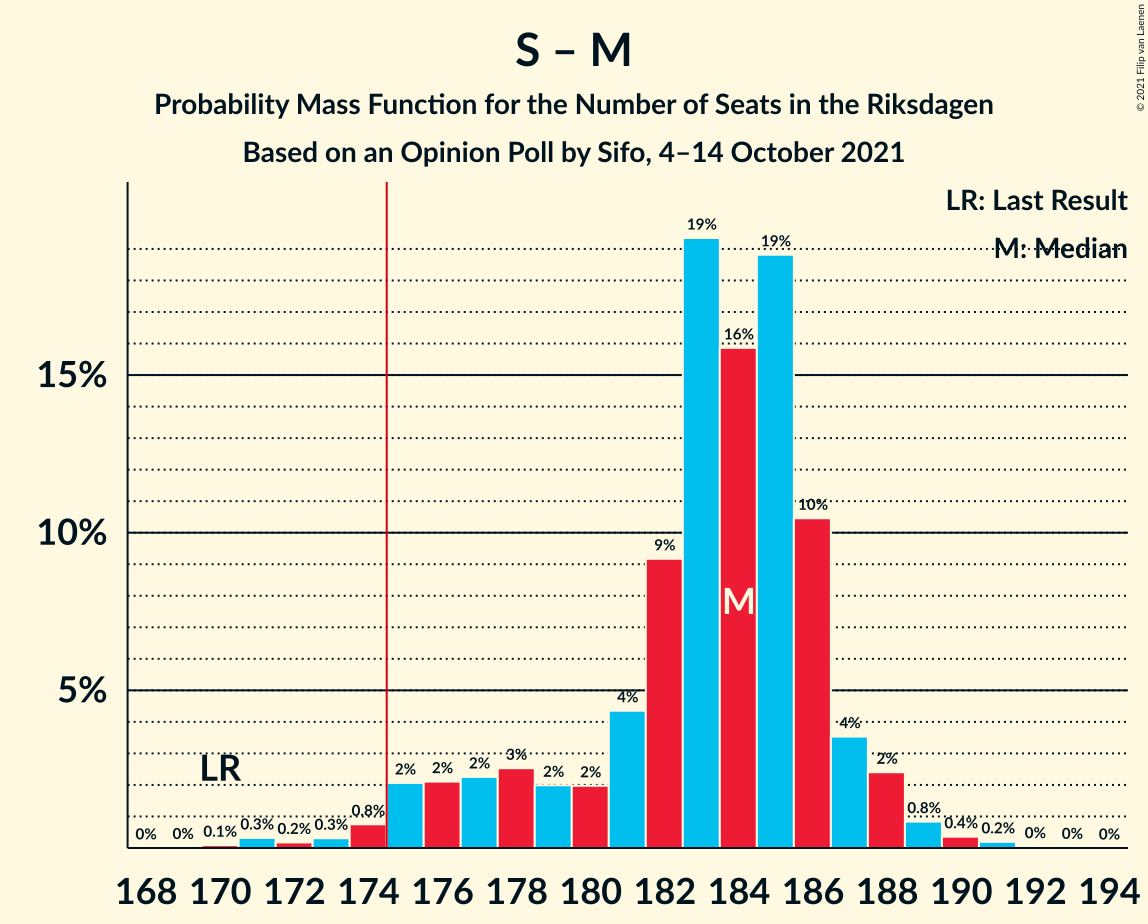 © 2021 Filip van Laenen
S – M
Probability Mass Function for the Number of Seats in the Riksdagen
Based on an Opinion Poll by Sifo, 4–14 October 2021
LR: Last Result
M: Median
15%
10%
5%
0% 0% 0.1% 0.3% 0.2% 0.3% 0.8% 2% 2% 2% 3% 2% 2% 4% 9% 19% 16% 19% 10% 4% 2% 0.8% 0.4% 0.2% 0% 0% 0%
LR
M
168 170 172 174 176 178 180 182 184 186 188 190 192 194